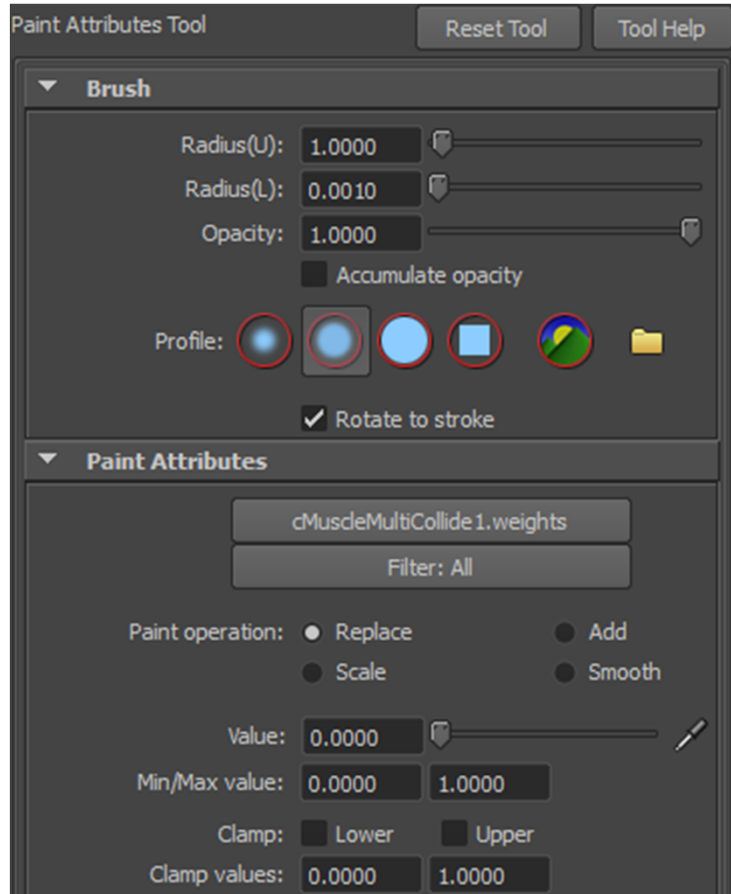 Paint Attributes Tool Reset Tool Tool Help
Brush
Radius(U): 1.0000
Radius(L): 0.0010
Opacity: 1.0000
Accumulate opacity
Profile:
Rotate to stroke
Paint Attributes
cMuscleMultiCollide1.weights
Filter: All
Paint operation: Replace Add
Scale Smooth
Value: 0.0000
Min/Max value: 0.0000 1.0000
Clamp: Lower Upper
Clamp values: 0.0000 1.0000